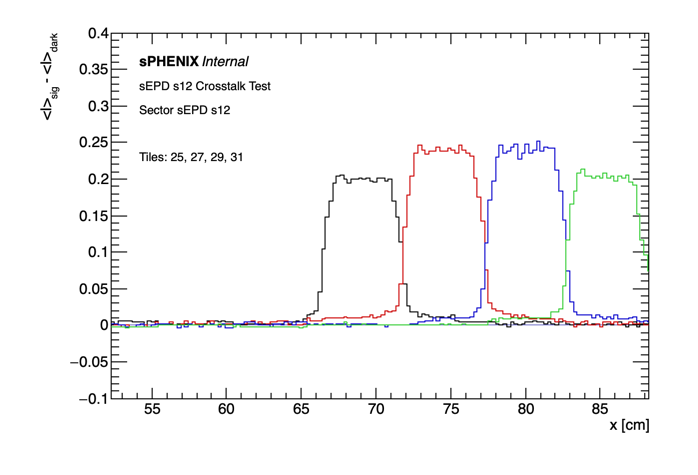 0.4
0.35
0.3
0.25
0.2
0.15
0.1
0.05
0
−0.05
−0.1
<I>sig - <I>dark
sPHENIX Internal
sEPD s12 Crosstalk Test
Sector sEPD s12
Tiles: 25, 27, 29, 31
55 60 65 70 75 80 85
x [cm]